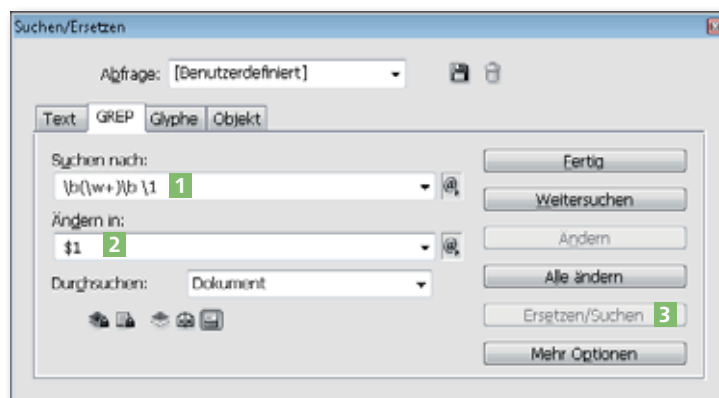 Suchen/Ersetzen
Abfrage: [Benutzerdefiniert]
Text GREP Glyphe Objekt
Suchen nach:
\b(\w+)\b \1 1
Ändern in:
$1 2
Durchsuchen: Dokument
Fertig
Weitersuchen
Ändern
Alle ändern
Ersetzen/Suchen 3
Mehr Optionen